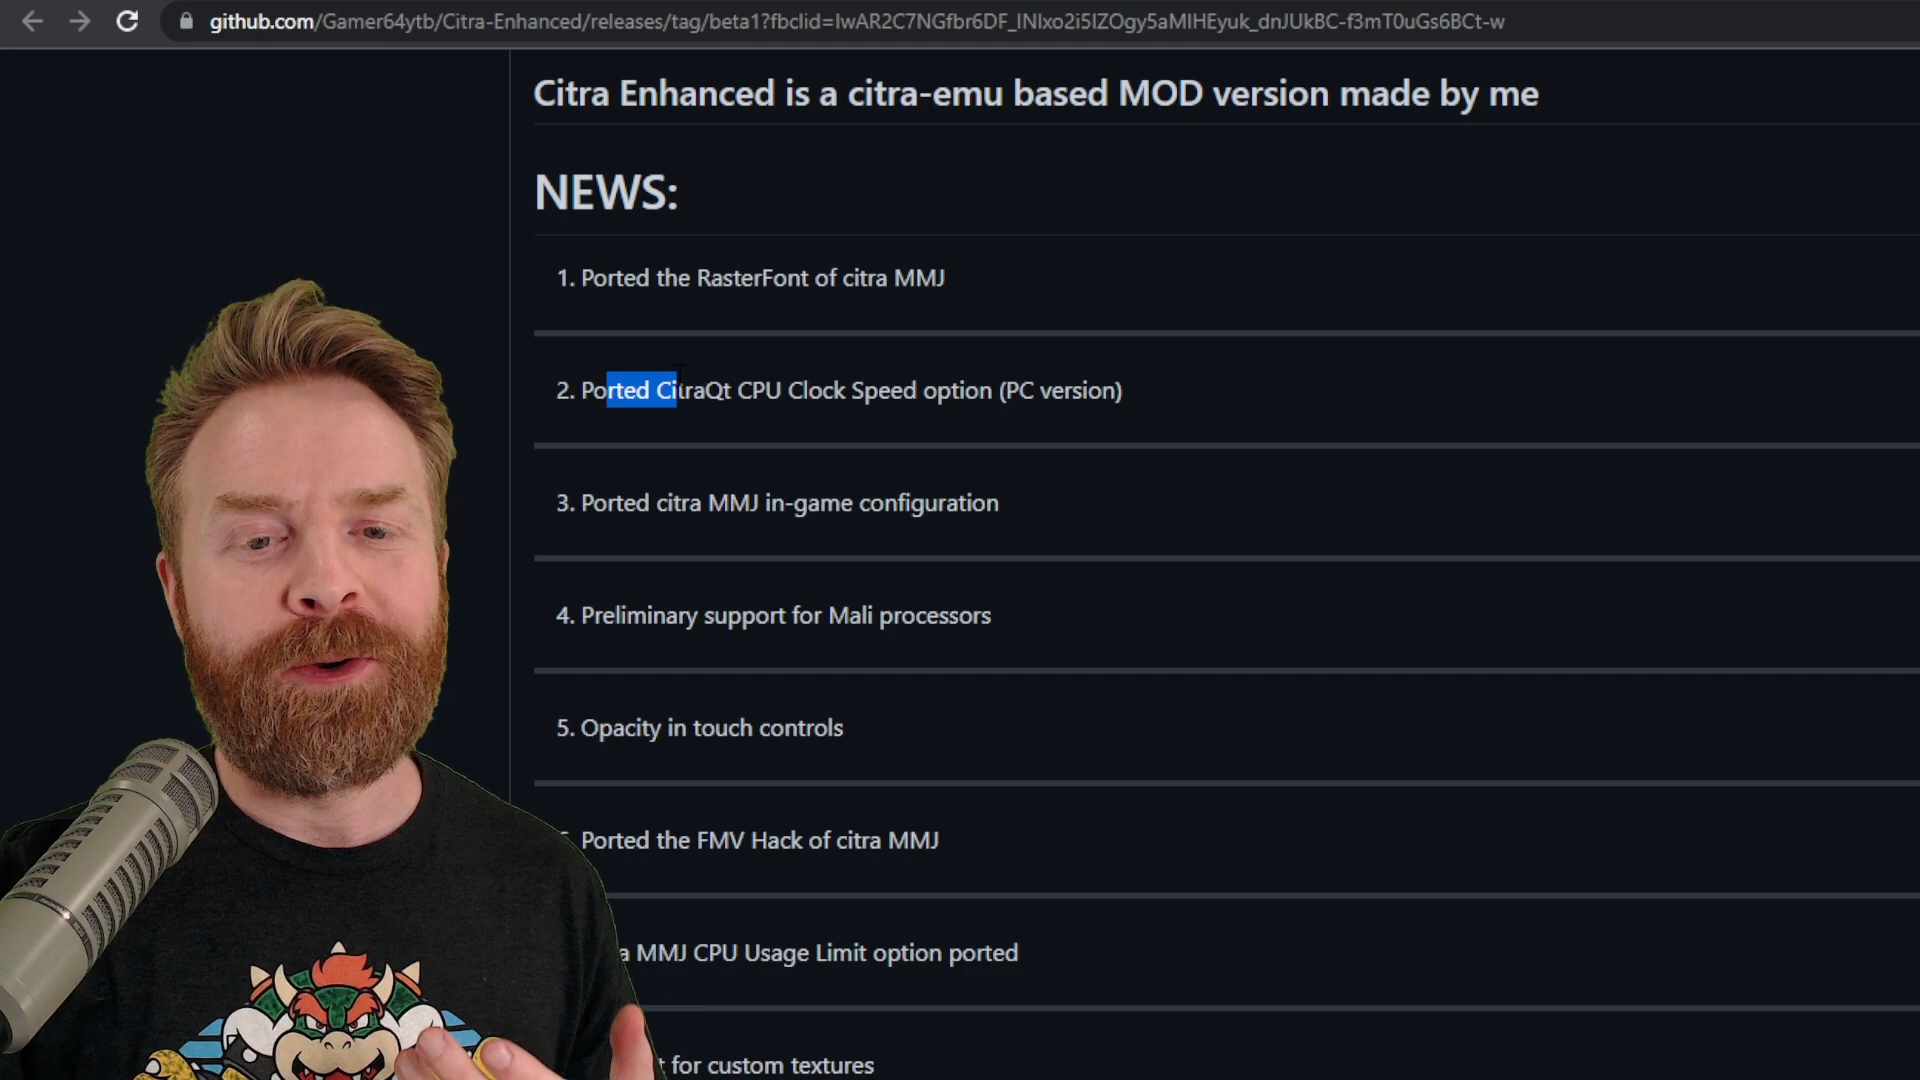 github.com/Gamer64ytb/Citra-Enhanced/releases/tag/beta1?fbclid=IwAR2C7NGfbr6DF_lNlxo2i5IZOgy5aMIHEyuk_dnJUkBC-f3mT0uGs6BCt-w
Citra Enhanced is a citra-emu based MOD version made by me
NEWS:
1. Ported the RasterFont of citra MMJ
2. Ported CitraQt CPU Clock Speed option (PC version)
3. Ported citra MMJ in-game configuration
4. Preliminary support for Mali processors
5. Opacity in touch controls
Ported the FMV Hack of citra MMJ
MMJ CPU Usage Limit option ported
for custom textures